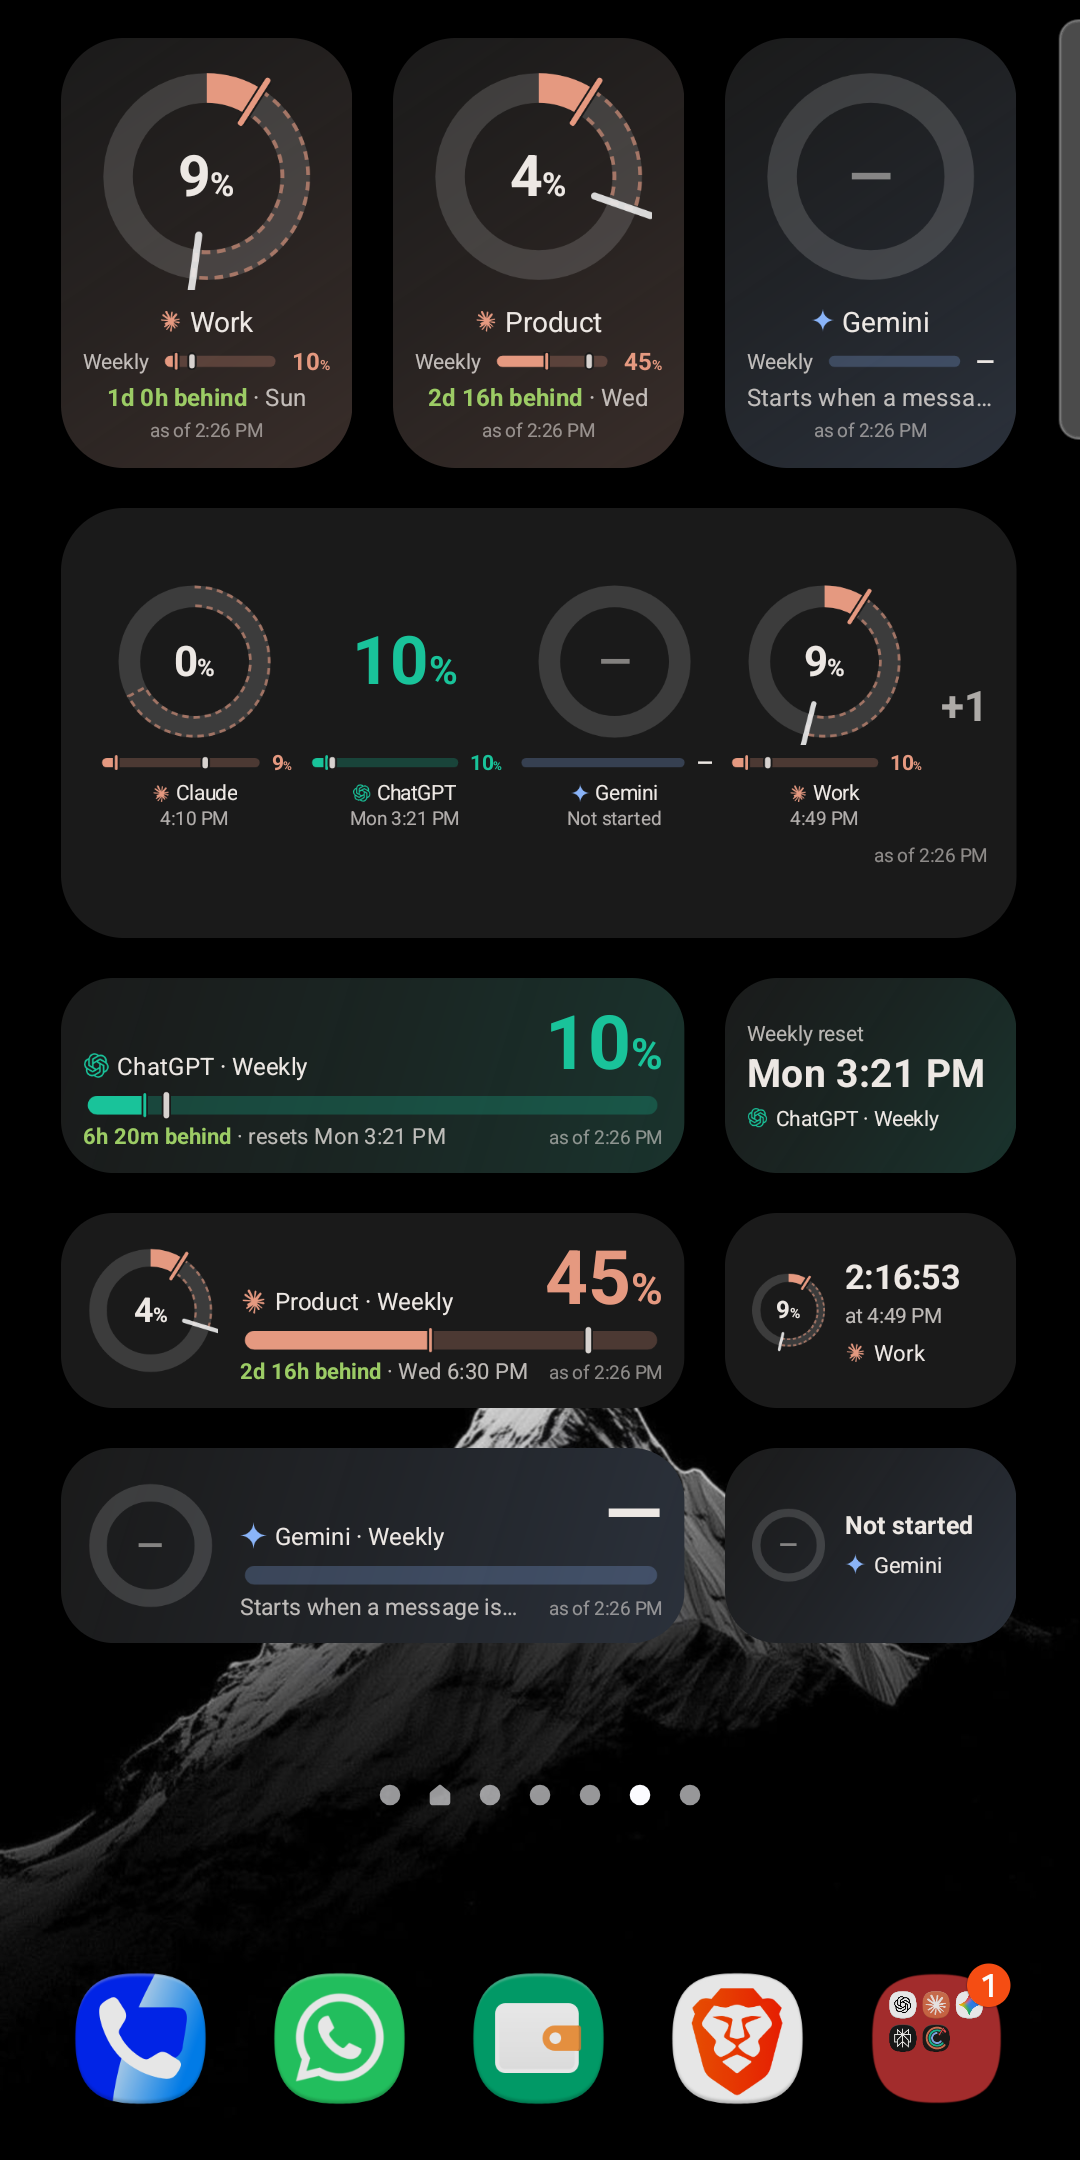 9%
Work
Weekly 10%
1d 0h behind · Sun
as of 2:26 PM
4%
Product
Weekly 45%
2d 16h behind · Wed
as of 2:26 PM
–
Gemini
Weekly –
Starts when a messa...
as of 2:26 PM
0%
9%
Claude
4:10 PM
10%
10%
ChatGPT
Mon 3:21 PM
–
–
Gemini
Not started
9%
10%
Work
4:49 PM
+1
as of 2:26 PM
10%
ChatGPT · Weekly
6h 20m behind · resets Mon 3:21 PM
as of 2:26 PM
Weekly reset
Mon 3:21 PM
ChatGPT · Weekly
4%
45%
Product · Weekly
2d 16h behind · Wed 6:30 PM
as of 2:26 PM
9%
2:16:53
at 4:49 PM
Work
–
–
Gemini · Weekly
Starts when a message is...
as of 2:26 PM
–
Not started
Gemini
1